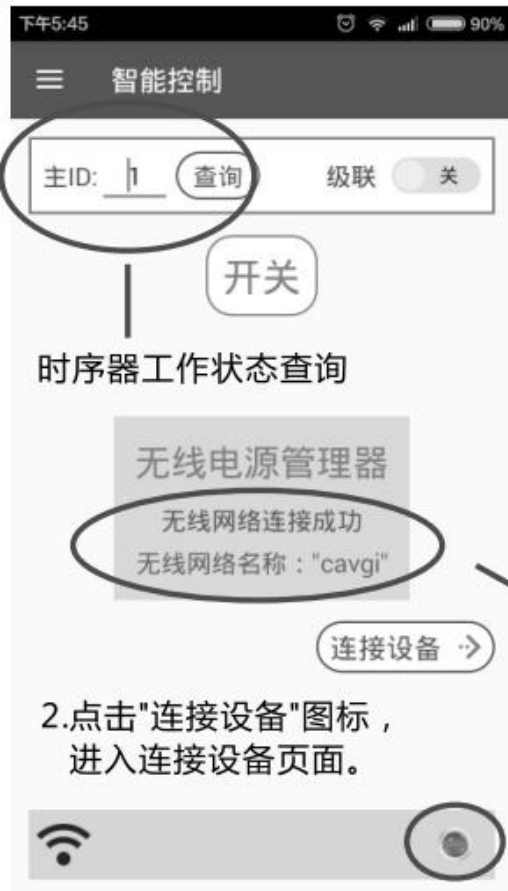 下午5:45 90%
智能控制
主ID: 1 查询 级联 关
开关
时序器工作状态查询
无线电源管理器
无线网络连接成功
无线网络名称："cavgi"
连接设备
2.点击"连接设备"图标，
进入连接设备页面。